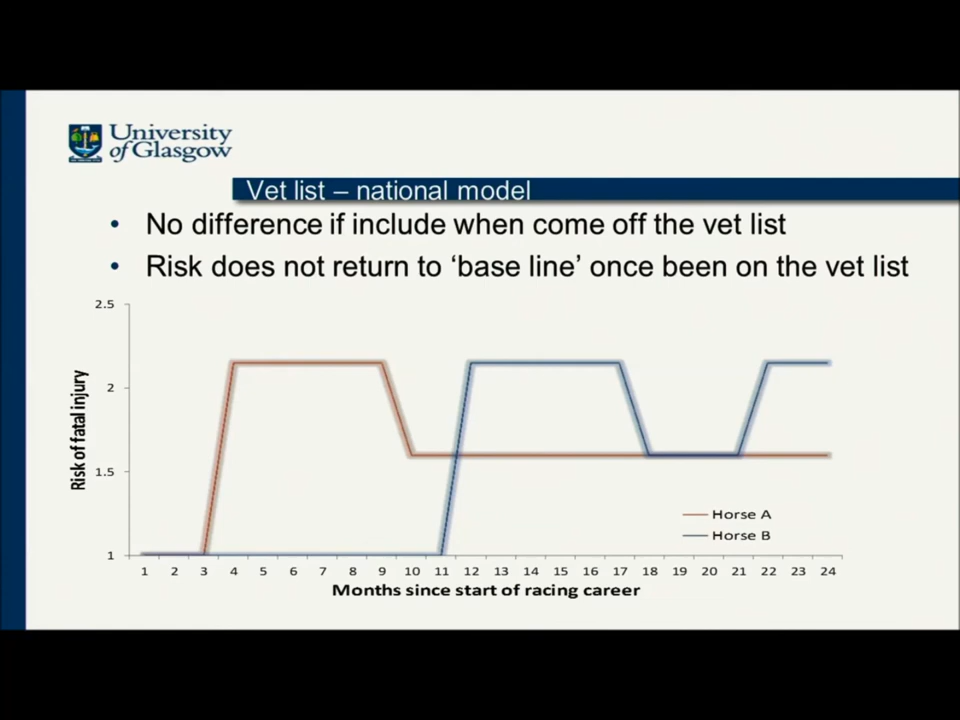 University
of Glasgow
Vet list – national model
• No difference if include when come off the vet list
• Risk does not return to ‘base line’ once been on the vet list
2.5
2
1.5
1
Risk of fatal injury
Horse A
Horse B
1 2 3 4 5 6 7 8 9 10 11 12 13 14 15 16 17 18 19 20 21 22 23 24
Months since start of racing career